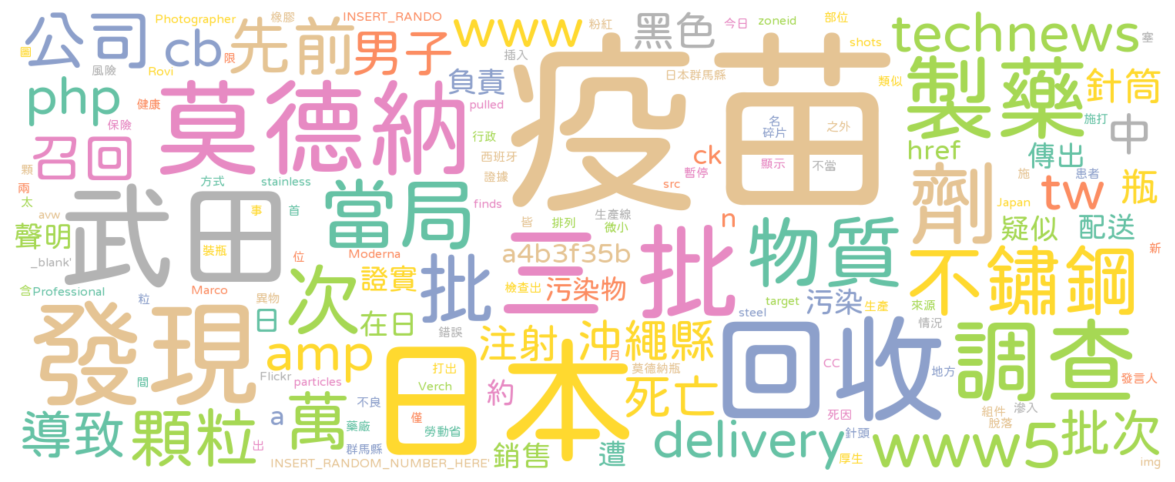 公司
Photographer
橡膠
INSERT_RANDO
www
粉紅
黑色
今日
zoneid
部位
technews
塞
圖
cb
限
先前
男子
插入
shots
風險
Rovi
負責
疫苗
日本群馬縣
類似
製藥
針筒
php
健康
莫德納
pulled
名
碎片
之外
施打
中
保險
行政
召回
西班牙
ck
顯示
不當
href
傳出
患者
顆
證據
暫停
兩
方式
stainless
src
劑
施
tw
瓶
太
武田
事
首
當局
finds
皆
排列
生產線
微小
n
三批
物質
Japan
疑似
配送
avw
聲明
裝瓶
Moderna
a4b3f35b
不鏽鋼
新
_blank'
位
證實
批
檢查出
污染物
含
Professional
Marco
次
target
污染
生產
來源
粒
異物
steel
情況
發現
日
在日
錯誤
注射
沖繩縣
回收
調查
amp
打出
日本
月
莫德納瓶
間
Flickr
particles
Verch
CC
地方
發言人
約
死亡
a
萬
不良
僅
死因
組件
滲入
導致
顆粒
藥廠
勞動省
脫落
批次
出
群馬縣
銷售
遭
delivery
針頭
www5
INSERT_RANDOM_NUMBER_HERE'
厚生
img